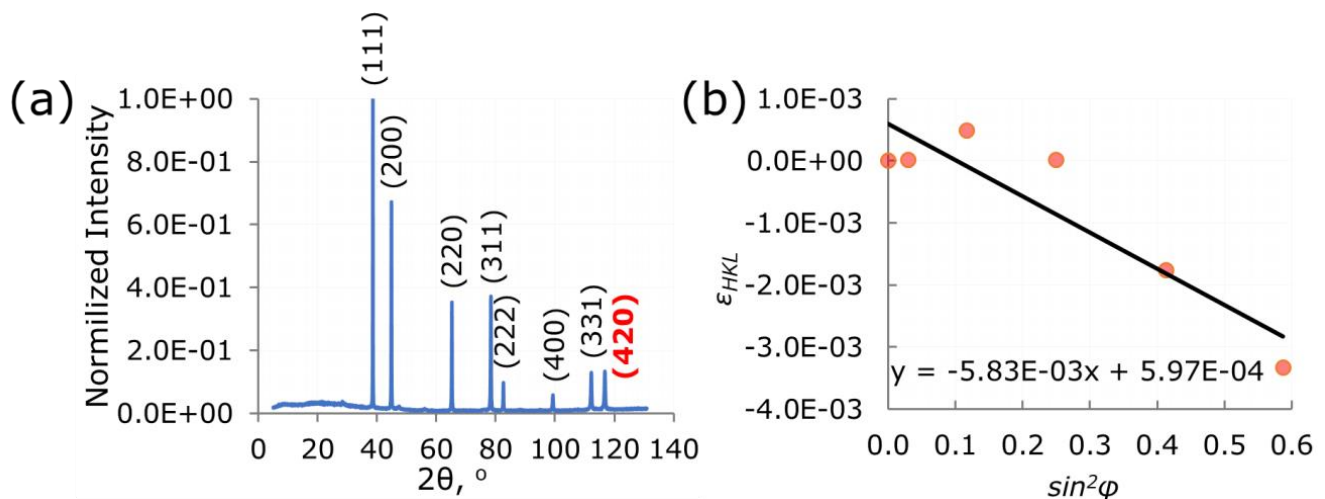 (a)
Normilized Intensity
1.0E+00
8.0E-01
6.0E-01
4.0E-01
2.0E-01
0.0E+00
(111)
(200)
(220)
(311)
(222)
(400)
(331)
(420)
0 20 40 60 80 100 120 140
2θ, °
(b)
εHKL
1.0E-03
0.0E+00
-1.0E-03
-2.0E-03
-3.0E-03
-4.0E-03
y = -5.83E-03x + 5.97E-04
0.0 0.1 0.2 0.3 0.4 0.5 0.6
sin²φ